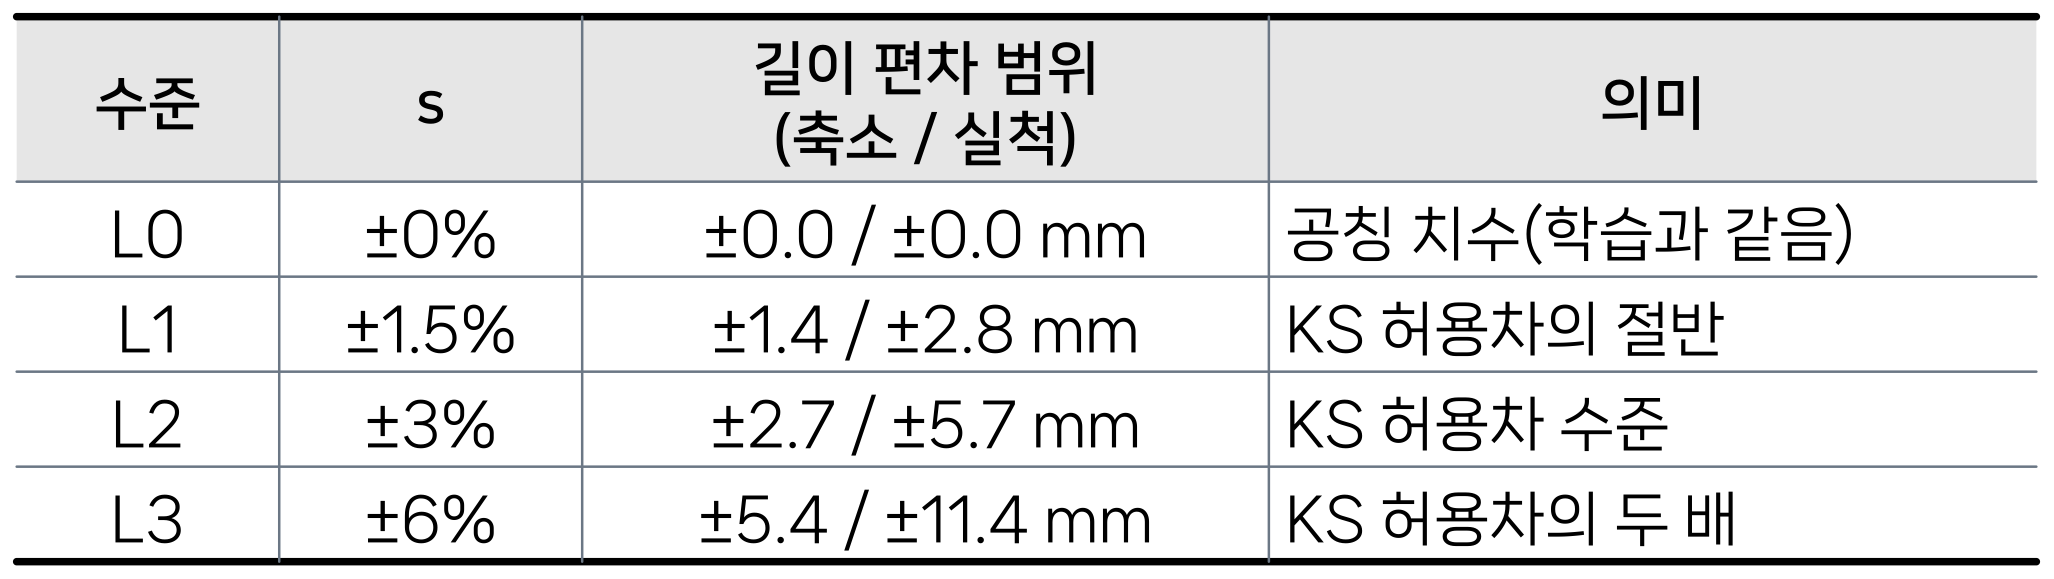 수준 s 길이 편차 범위 (축소 / 실척) 의미
L0 ±0% ±0.0 / ±0.0 mm 공칭 치수(학습과 같음)
L1 ±1.5% ±1.4 / ±2.8 mm KS 허용차의 절반
L2 ±3% ±2.7 / ±5.7 mm KS 허용차 수준
L3 ±6% ±5.4 / ±11.4 mm KS 허용차의 두 배